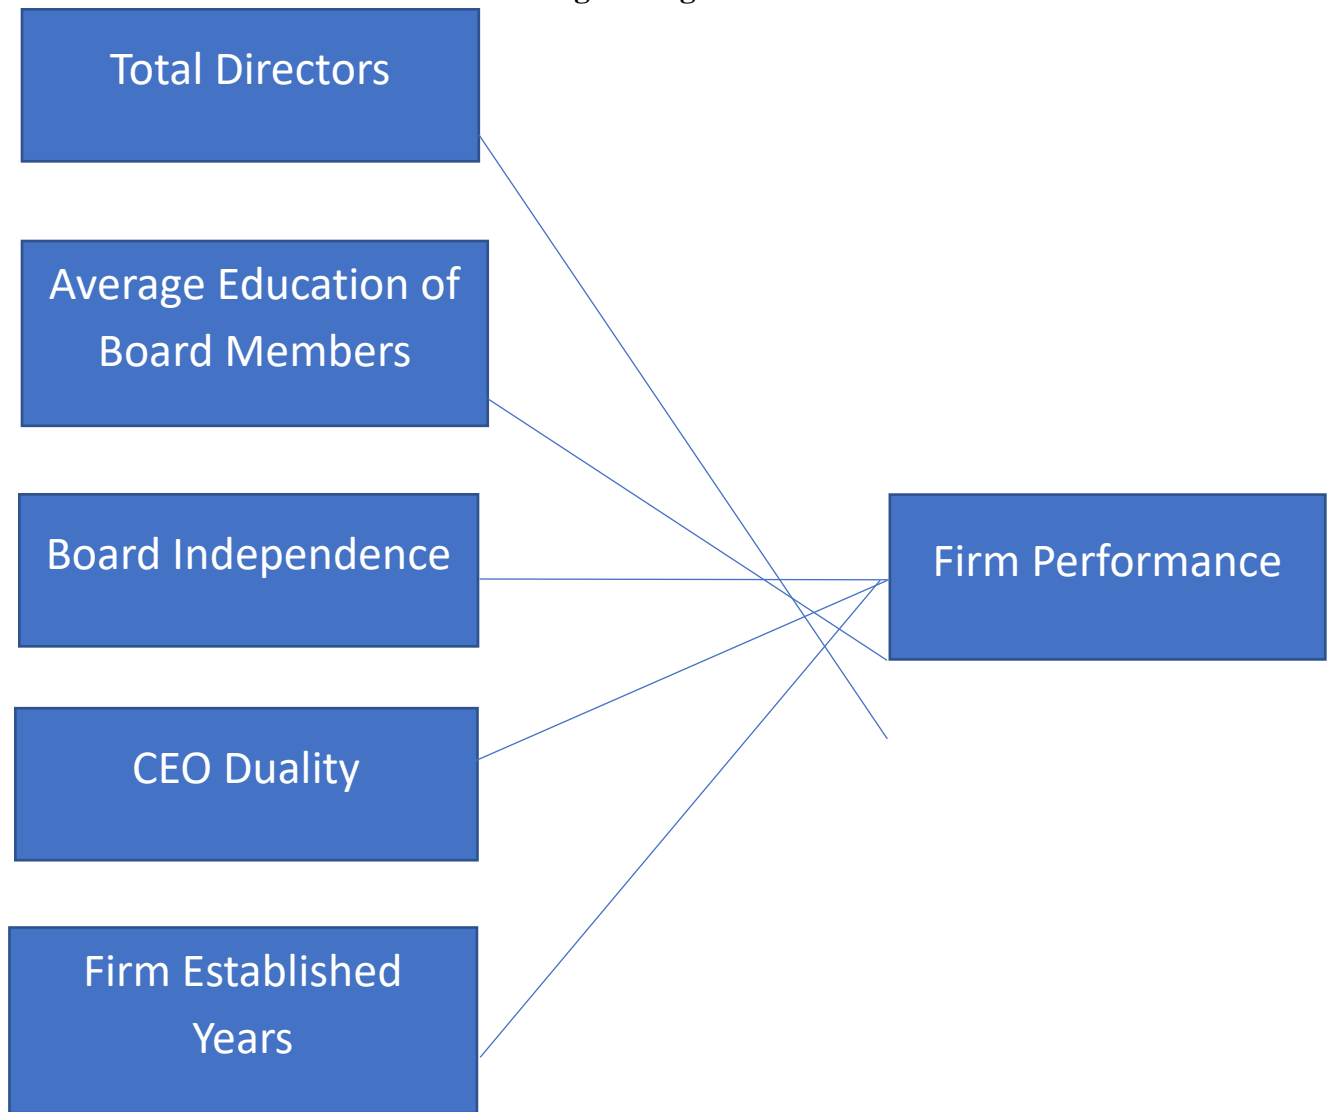 Total Directors
Average Education of
Board Members
Board Independence
Firm Performance
CEO Duality
Firm Established
Years